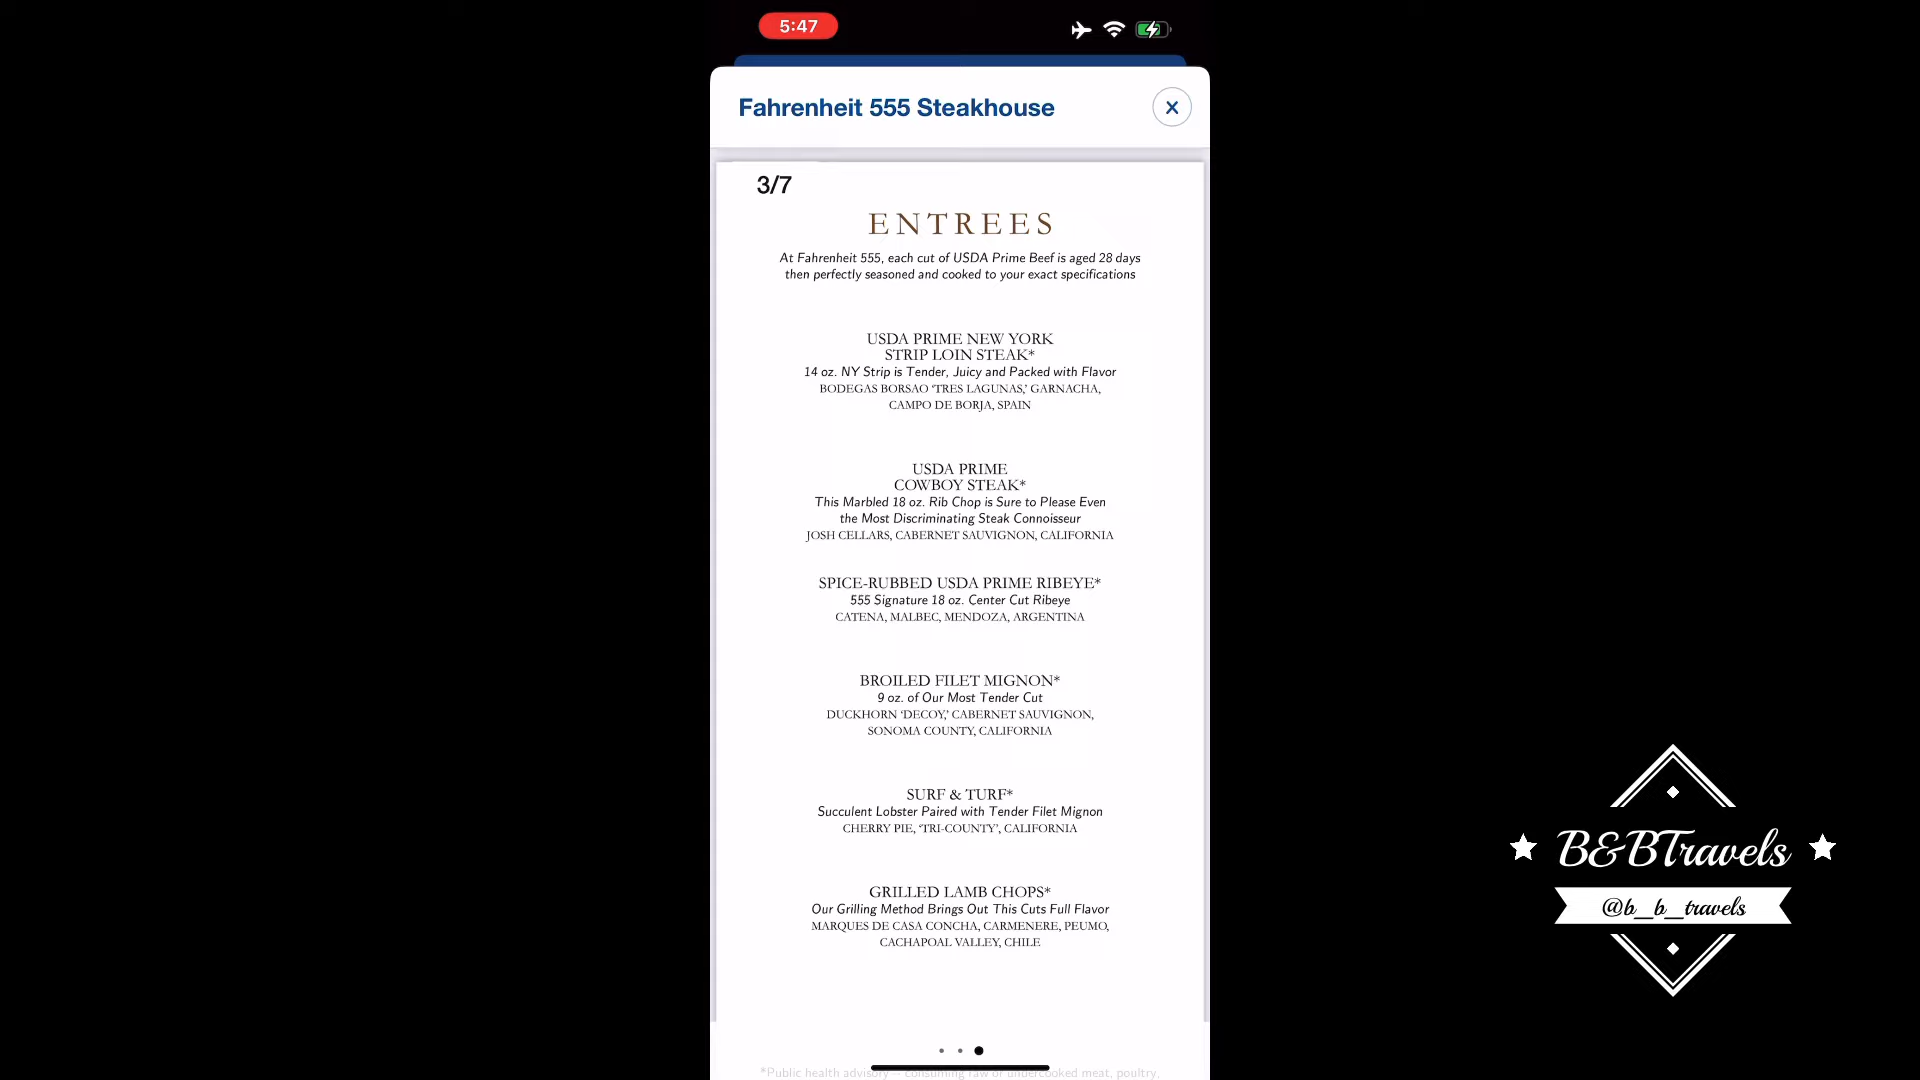 5:47
Fahrenheit 555 Steakhouse
3/7
ENTREES
At Fahrenheit 555, each cut of USDA Prime Beef is aged 28 days
then perfectly seasoned and cooked to your exact specifications
USDA PRIME NEW YORK
STRIP LOIN STEAK*
14 oz. NY Strip is Tender, Juicy and Packed with Flavor
BODEGAS BORSAO ‘TRES LAGUNAS,’ GARNACHA,
CAMPO DE BORJA, SPAIN
USDA PRIME
COWBOY STEAK*
This Marbled 18 oz. Rib Chop is Sure to Please Even
the Most Discriminating Steak Connoisseur
JOSH CELLARS, CABERNET SAUVIGNON, CALIFORNIA
SPICE-RUBBED USDA PRIME RIBEYE*
555 Signature 18 oz. Center Cut Ribeye
CATENA, MALBEC, MENDOZA, ARGENTINA
BROILED FILET MIGNON*
9 oz. of Our Most Tender Cut
DUCKHORN ‘DECOY,’ CABERNET SAUVIGNON,
SONOMA COUNTY, CALIFORNIA
SURF & TURF*
Succulent Lobster Paired with Tender Filet Mignon
CHERRY PIE, ‘TRI-COUNTY’, CALIFORNIA
GRILLED LAMB CHOPS*
Our Grilling Method Brings Out This Cuts Full Flavor
MARQUES DE CASA CONCHA, CARMENERE, PEUMO,
CACHAPOAL VALLEY, CHILE
*Public health advisory – consuming raw or undercooked meat, poultry,
B&BTravels
@b_b_travels